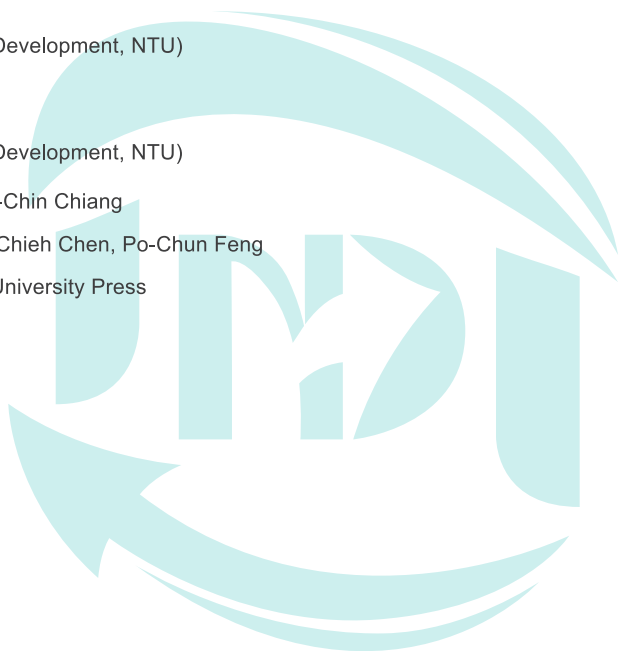 Development, NTU)
Development, NTU)
-Chin Chiang
Chieh Chen, Po-Chun Feng
University Press